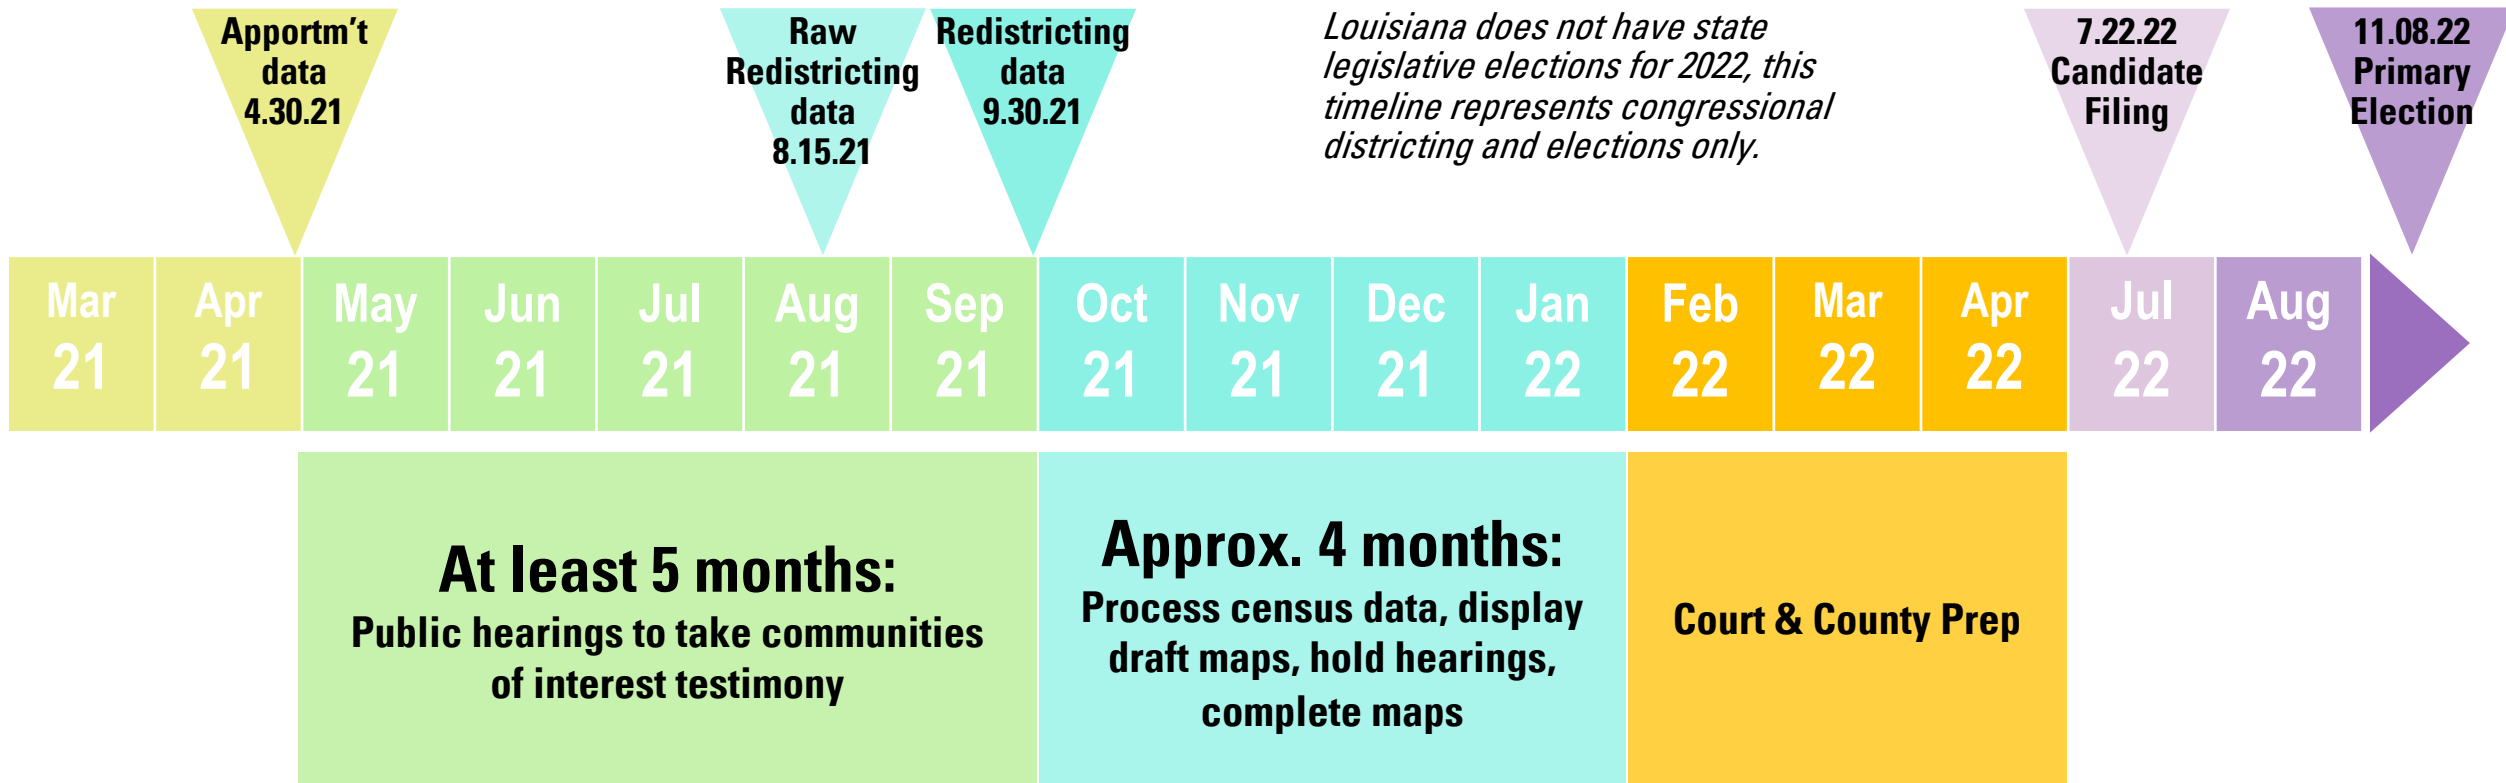 Apportm't
data
4.30.21
Raw
Redistricting
data
8.15.21
Redistricting
data
9.30.21
Louisiana does not have state
legislative elections for 2022, this
timeline represents congressional
districting and elections only.
7.22.22
Candidate
Filing
11.08.22
Primary
Election
Mar
21
Apr
21
May
21
Jun
21
Jul
21
Aug
21
Sep
21
Oct
21
Nov
21
Dec
21
Jan
22
Feb
22
Mar
22
Apr
22
Jul
22
Aug
22
At least 5 months:
Public hearings to take communities
of interest testimony
Approx. 4 months:
Process census data, display
draft maps, hold hearings,
complete maps
Court & County Prep